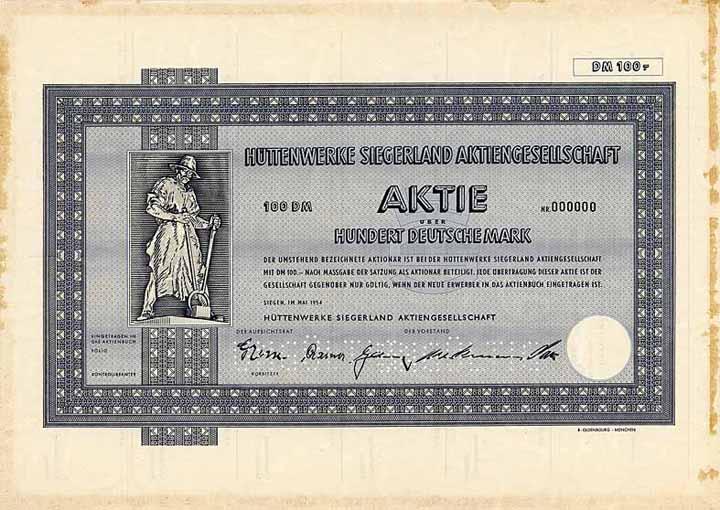 DM 100.-
HÜTTENWERKE SIEGERLAND AKTIENGESELLSCHAFT
100 DM
AKTIE
NR. 000000
ÜBER
HUNDERT DEUTSCHE MARK
DER UMSTEHEND BEZEICHNETE AKTIONÄR IST BEI DER HÜTTENWERKE SIEGERLAND AKTIENGESELLSCHAFT
MIT DM 100.– NACH MASSGABE DER SATZUNG ALS AKTIONÄR BETEILIGT. JEDE ÜBERTRAGUNG DIESER AKTIE IST DER
GESELLSCHAFT GEGENÜBER NUR GÜLTIG, WENN DER NEUE ERWERBER IN DAS AKTIENBUCH EINGETRAGEN IST.
SIEGEN, IM MAI 1954
HÜTTENWERKE SIEGERLAND AKTIENGESELLSCHAFT
DER AUFSICHTSRAT
DER VORSTAND
EINGETRAGEN IN
DAS AKTIENBUCH
FOLIO
KONTROLLBEAMTER
VORSITZER
R. OLDENBOURG · MÜNCHEN